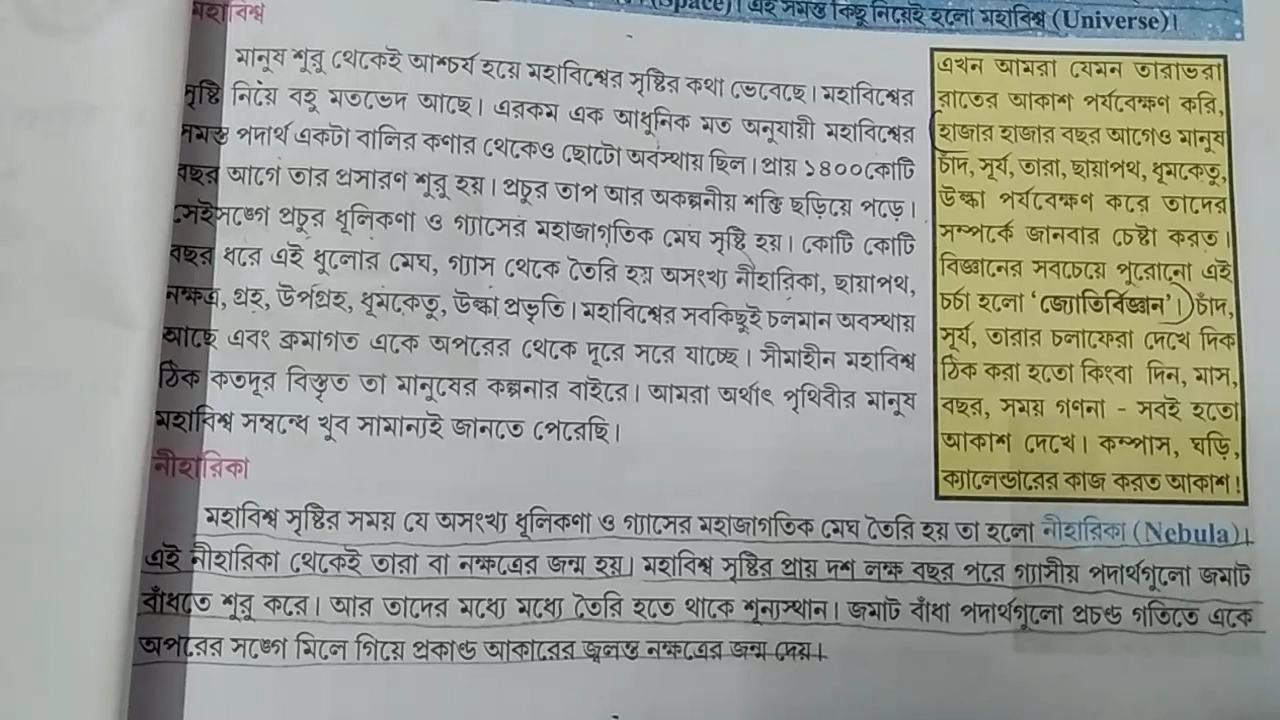 (Space)। এই সমস্ত কিছু নিয়েই হলো মহাবিশ্ব (Universe)।
মহাবিশ্ব
মানুষ শুরু থেকেই আশ্চর্য হয়ে মহাবিশ্বের সৃষ্টির কথা ভেবেছে। মহাবিশ্বের
সৃষ্টি নিয়ে বহু মতভেদ আছে। এরকম এক আধুনিক মত অনুযায়ী মহাবিশ্বের
সমস্ত পদার্থ একটা বালির কণার থেকেও ছোটো অবস্থায় ছিল। প্রায় ১৪০০কোটি
বছর আগে তার প্রসারণ শুরু হয়। প্রচুর তাপ আর অকল্পনীয় শক্তি ছড়িয়ে পড়ে।
সেইসঙ্গে প্রচুর ধূলিকণা ও গ্যাসের মহাজাগতিক মেঘ সৃষ্টি হয়। কোটি কোটি
বছর ধরে এই ধুলোর মেঘ, গ্যাস থেকে তৈরি হয় অসংখ্য নীহারিকা, ছায়াপথ,
নক্ষত্র, গ্রহ, উপগ্রহ, ধূমকেতু, উল্কা প্রভৃতি। মহাবিশ্বের সবকিছুই চলমান অবস্থায়
আছে এবং ক্রমাগত একে অপরের থেকে দূরে সরে যাচ্ছে। সীমাহীন মহাবিশ্ব
ঠিক কতদূর বিস্তৃত তা মানুষের কল্পনার বাইরে। আমরা অর্থাৎ পৃথিবীর মানুষ
মহাবিশ্ব সম্বন্ধে খুব সামান্যই জানতে পেরেছি।
এখন আমরা যেমন তারাভরা
রাতের আকাশ পর্যবেক্ষণ করি,
হাজার হাজার বছর আগেও মানুষ
চাঁদ, সূর্য, তারা, ছায়াপথ, ধূমকেতু,
উল্কা পর্যবেক্ষণ করে তাদের
সম্পর্কে জানবার চেষ্টা করত।
বিজ্ঞানের সবচেয়ে পুরোনো এই
চর্চা হলো ‘জ্যোতির্বিজ্ঞান’। চাঁদ,
সূর্য, তারার চলাফেরা দেখে দিক
ঠিক করা হতো কিংবা দিন, মাস,
বছর, সময় গণনা – সবই হতো
আকাশ দেখে। কম্পাস, ঘড়ি,
ক্যালেন্ডারের কাজ করত আকাশ!
নীহারিকা
মহাবিশ্ব সৃষ্টির সময় যে অসংখ্য ধূলিকণা ও গ্যাসের মহাজাগতিক মেঘ তৈরি হয় তা হলো নীহারিকা (Nebula)।
এই নীহারিকা থেকেই তারা বা নক্ষত্রের জন্ম হয়। মহাবিশ্ব সৃষ্টির প্রায় দশ লক্ষ বছর পরে গ্যাসীয় পদার্থগুলো জমাট
বাঁধতে শুরু করে। আর তাদের মধ্যে মধ্যে তৈরি হতে থাকে শূন্যস্থান। জমাট বাঁধা পদার্থগুলো প্রচণ্ড গতিতে একে
অপরের সঙ্গে মিলে গিয়ে প্রকাণ্ড আকারের জ্বলন্ত নক্ষত্রের জন্ম দেয়।